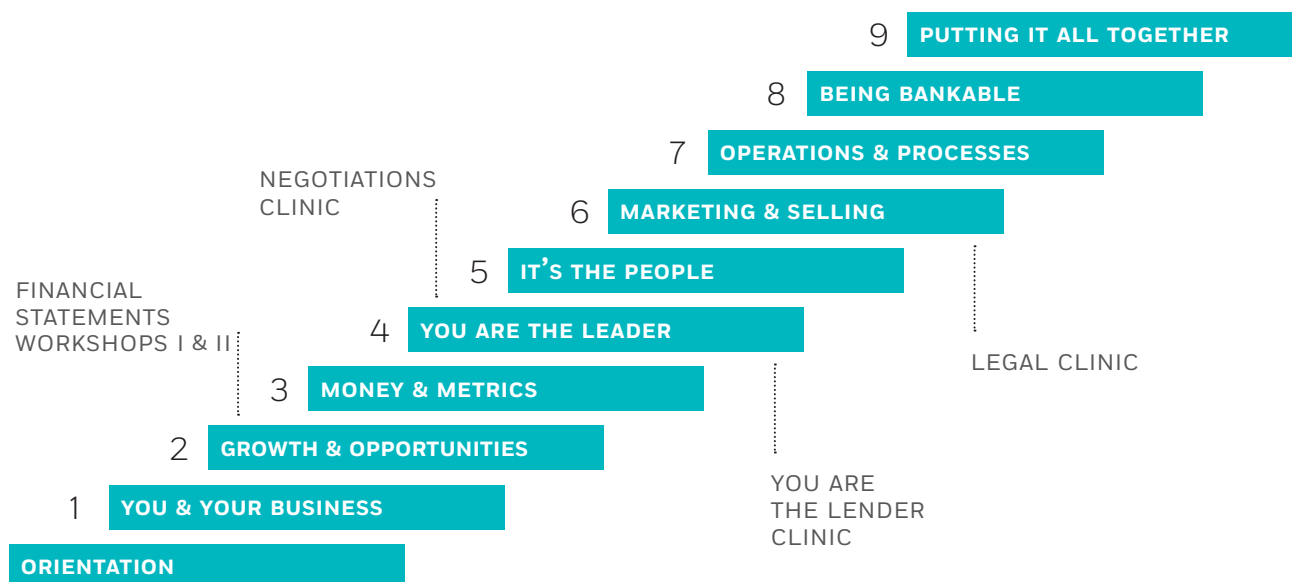 9 PUTTING IT ALL TOGETHER
8 BEING BANKABLE
7 OPERATIONS & PROCESSES
NEGOTIATIONS
CLINIC
6 MARKETING & SELLING
5 IT’S THE PEOPLE
FINANCIAL
STATEMENTS
WORKSHOPS I & II
4 YOU ARE THE LEADER
LEGAL CLINIC
3 MONEY & METRICS
2 GROWTH & OPPORTUNITIES
YOU ARE
THE LENDER
CLINIC
1 YOU & YOUR BUSINESS
ORIENTATION